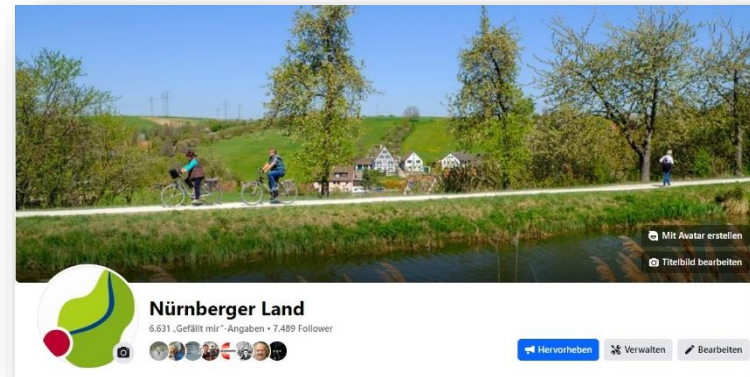 Mit Avatar erstellen
Titelbild bearbeiten
Nürnberger Land
6.631 „Gefällt mir“-Angaben • 7.489 Follower
Hervorheben
Verwalten
Bearbeiten